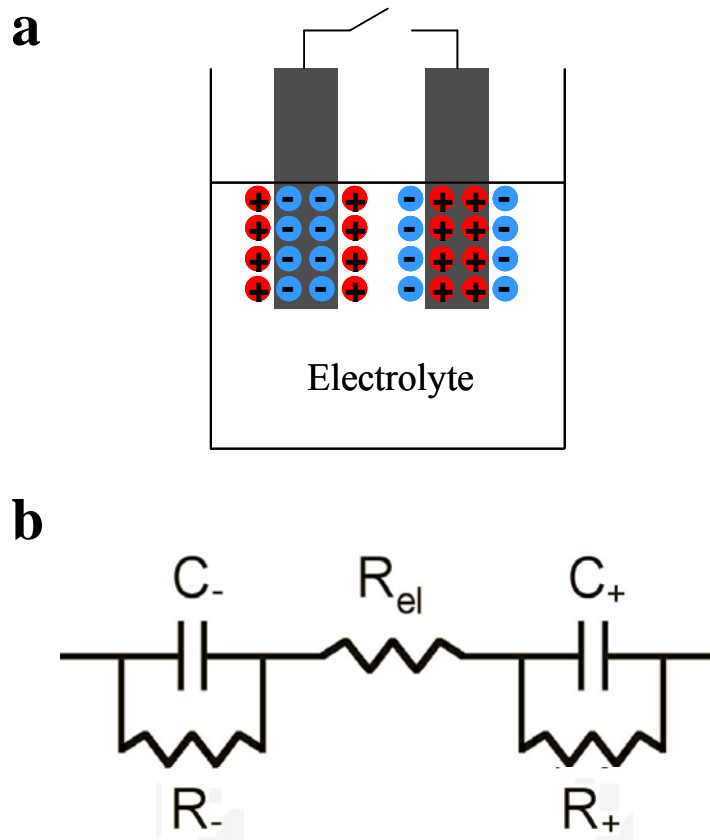 a
+ - - + - + + -
+ - - + - + + -
+ - - + - + + -
+ - - + - + + -
Electrolyte
b
C- Rel C+
R- R+